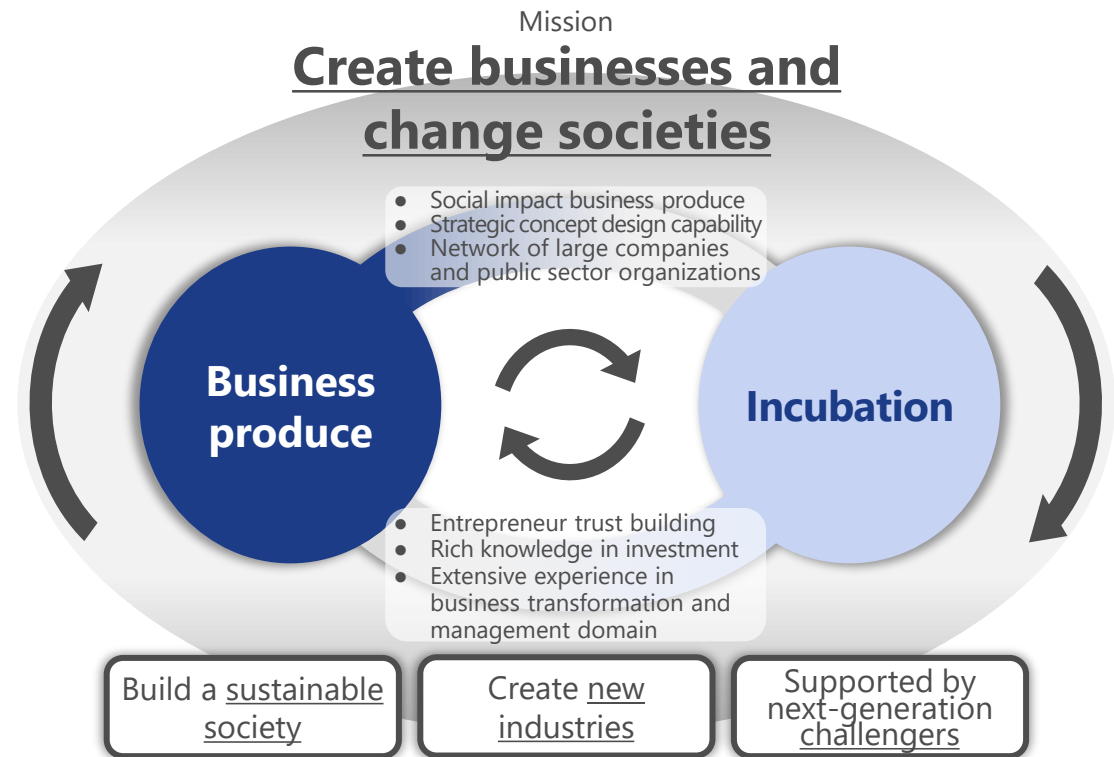 Mission
Create businesses and
change societies
● Social impact business produce
● Strategic concept design capability
● Network of large companies
and public sector organizations
Business
produce
Incubation
● Entrepreneur trust building
● Rich knowledge in investment
● Extensive experience in
business transformation and
management domain
Build a sustainable
society
Create new
industries
Supported by
next-generation
challengers